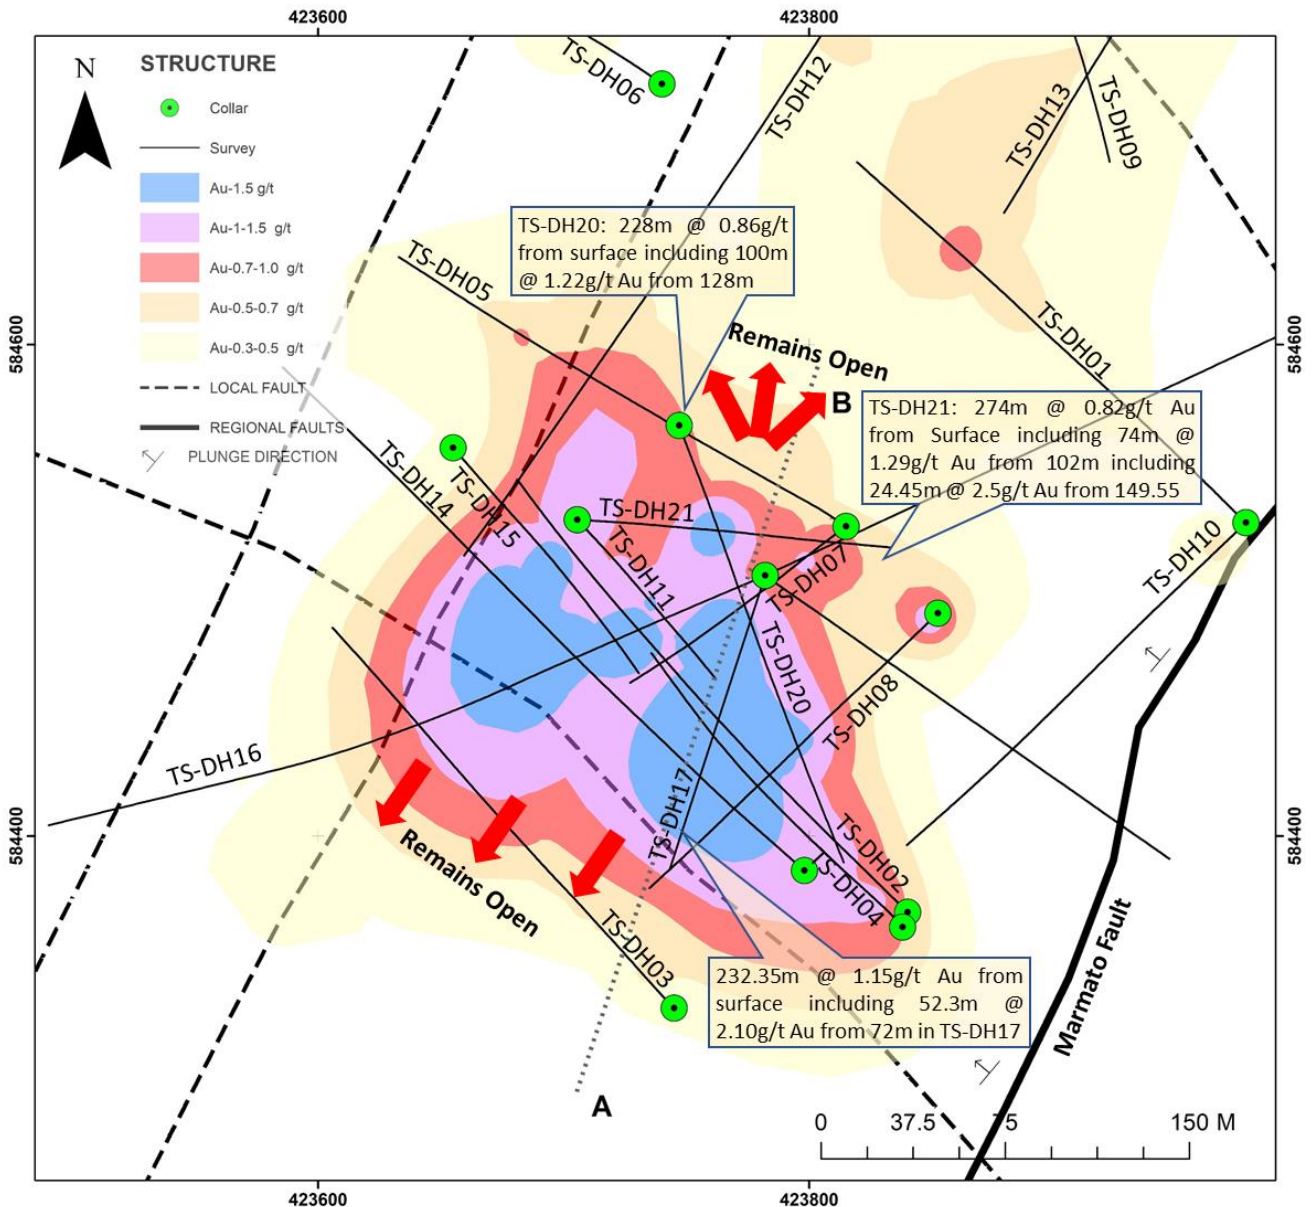 423600
423800
N
STRUCTURE
Collar
Survey
Au-1.5 g/t
Au-1-1.5 g/t
Au-0.7-1.0 g/t
Au-0.5-0.7 g/t
Au-0.3-0.5 g/t
LOCAL FAULT
REGIONAL FAULTS
PLUNGE DIRECTION
TS-DH06
TS-DH12
TS-DH13
TS-DH09
TS-DH20: 228m @ 0.86g/t
from surface including 100m
@ 1.22g/t Au from 128m
TS-DH05
584600
584600
TS-DH01
Remains Open
B
TS-DH21: 274m @ 0.82g/t Au
from Surface including 74m @
1.29g/t Au from 102m including
24.45m @ 2.5g/t Au from 149.55
TS-DH14
TS-DH15
TS-DH21
TS-DH11
TS-DH07
TS-DH10
TS-DH20
TS-DH08
TS-DH16
TS-DH17
584400
584400
TS-DH02
TS-DH04
Remains Open
TS-DH03
232.35m @ 1.15g/t Au from
surface including 52.3m @
2.10g/t Au from 72m in TS-DH17
Marmato Fault
A
0 37.5 75 150 M
423600
423800